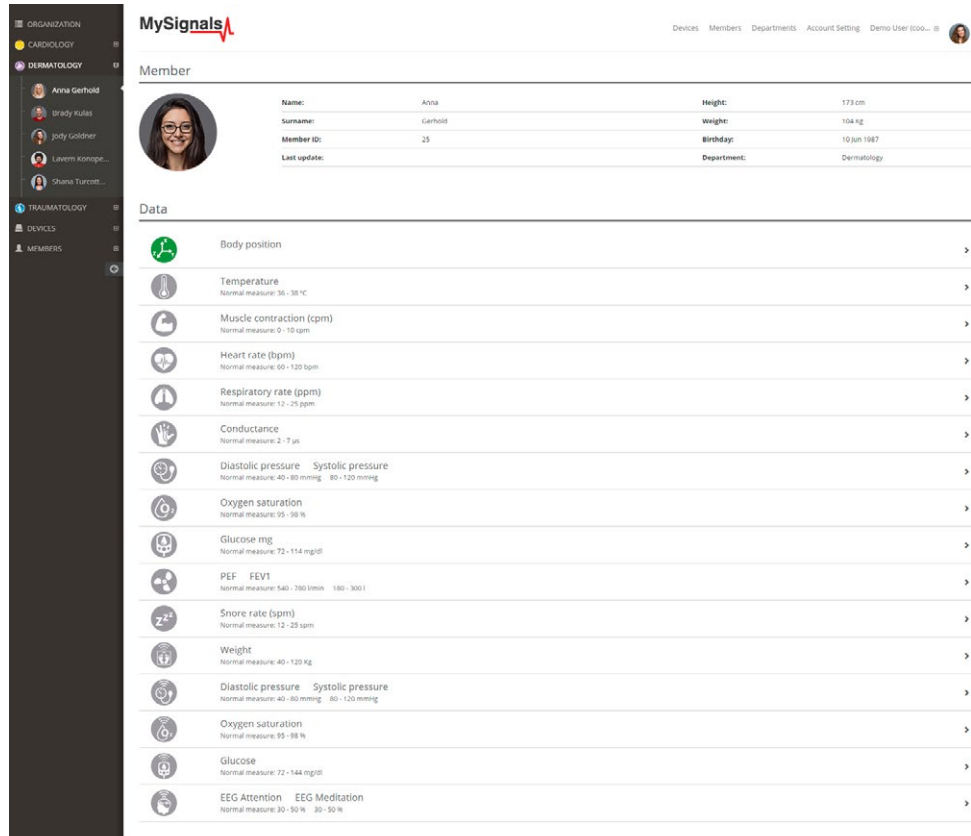 ORGANIZATION
CARDIOLOGY
DERMATOLOGY
Anna Gerhold
Brady Kulas
Jody Goldner
Lavern Konope...
Shana Turcott...
TRAUMATOLOGY
DEVICES
MEMBERS
MySignals
Devices Members Departments Account Setting Demo User (coo...
Member
Name: Anna Height: 173 cm
Surname: Gerhold Weight: 104 Kg
Member ID: 25 Birthday: 10 Jun 1987
Last update: Department: Dermatology
Data
Body position
Temperature
Normal measure: 36 - 38 ºC
Muscle contraction (cpm)
Normal measure: 0 - 10 cpm
Heart rate (bpm)
Normal measure: 60 - 120 bpm
Respiratory rate (ppm)
Normal measure: 12 - 25 ppm
Conductance
Normal measure: 2 - 7 µs
Diastolic pressure Systolic pressure
Normal measure: 40 - 80 mmHg 80 - 120 mmHg
Oxygen saturation
Normal measure: 95 - 98 %
Glucose mg
Normal measure: 72 - 114 mg/dl
PEF FEV1
Normal measure: 540 - 780 l/min 180 - 300 l
Snore rate (spm)
Normal measure: 12 - 25 spm
Weight
Normal measure: 40 - 120 Kg
Diastolic pressure Systolic pressure
Normal measure: 40 - 80 mmHg 80 - 120 mmHg
Oxygen saturation
Normal measure: 95 - 98 %
Glucose
Normal measure: 72 - 144 mg/dl
EEG Attention EEG Meditation
Normal measure: 30 - 50 % 30 - 50 %